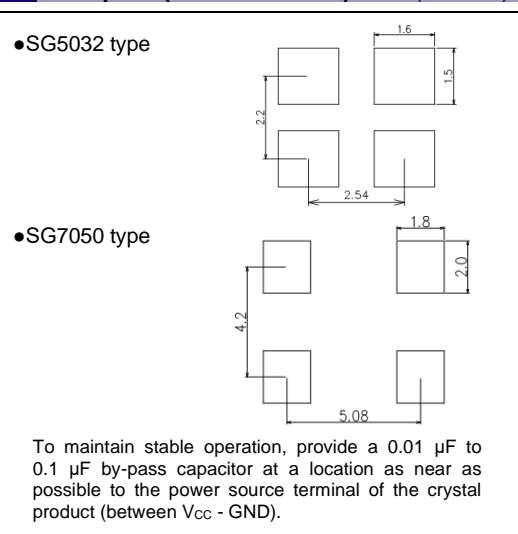 ●SG5032 type
1.6
1.5
2.2
2.54
●SG7050 type
1.8
2.0
4.2
5.08
To maintain stable operation, provide a 0.01 µF to
0.1 µF by-pass capacitor at a location as near as
possible to the power source terminal of the crystal
product (between VCC - GND).